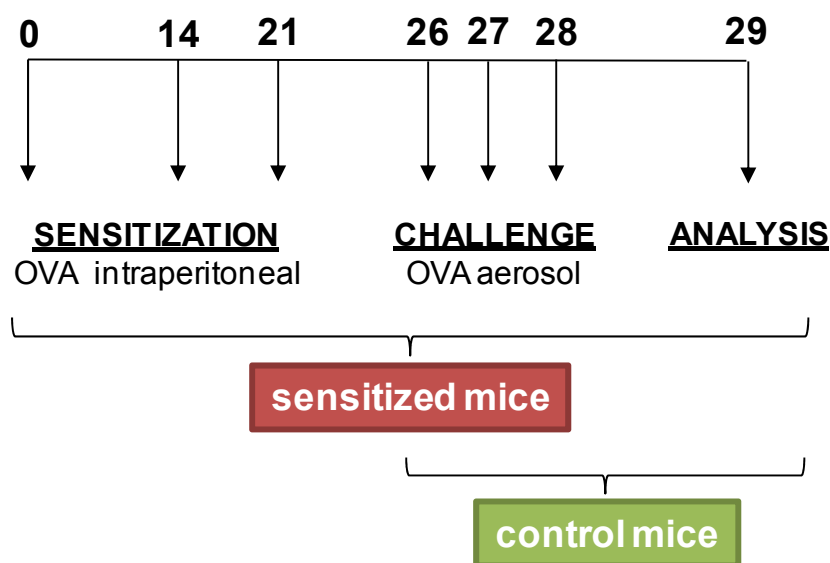 0 14 21 26 27 28 29
SENSITIZATION CHALLENGE ANALYSIS
OVA intraperitoneal OVA aerosol
sensitized mice
control mice